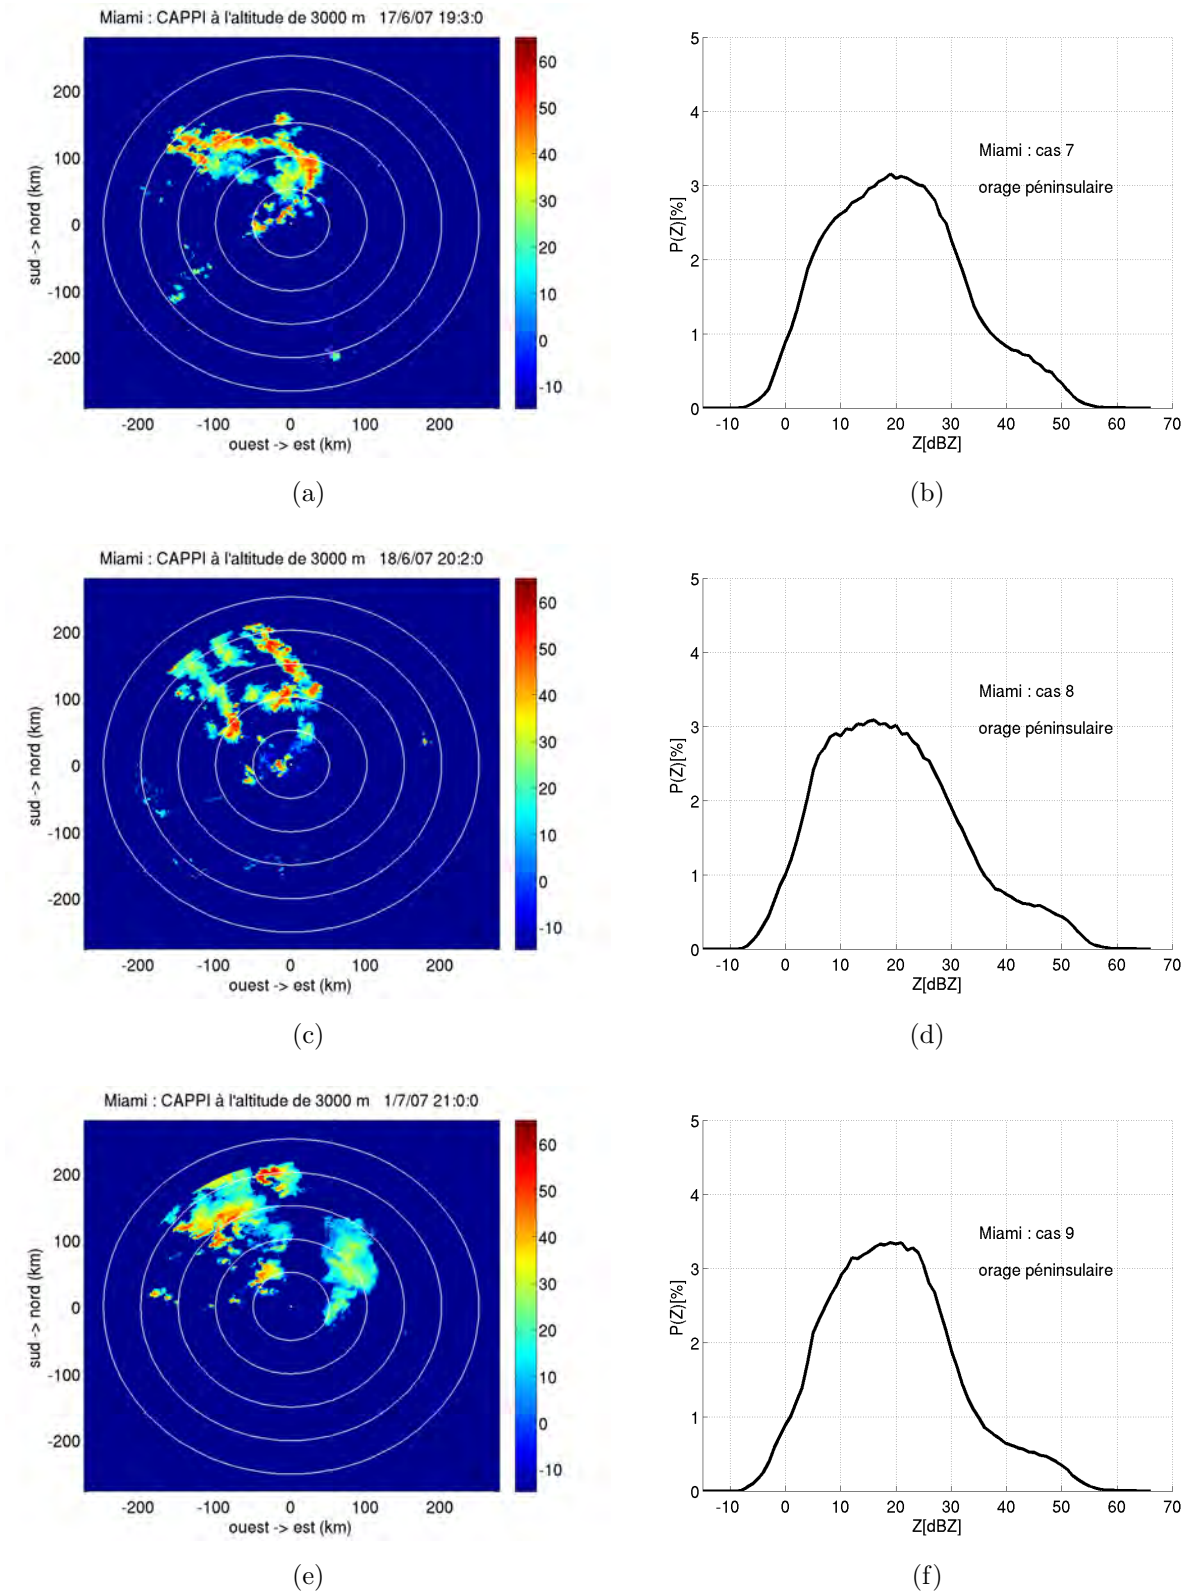 Miami : CAPPI à l'altitude de 3000 m 17/6/07 19:3:0
200
100
0
-100
-200
sud -> nord (km)
-200 -100 0 100 200
ouest -> est (km)
60
50
40
30
20
10
0
-10
(a)
5
4
3
2
1
0
P(Z)[%]
Miami : cas 7
orage péninsulaire
-10 0 10 20 30 40 50 60 70
Z[dBZ]
(b)
Miami : CAPPI à l'altitude de 3000 m 18/6/07 20:2:0
200
100
0
-100
-200
sud -> nord (km)
-200 -100 0 100 200
ouest -> est (km)
60
50
40
30
20
10
0
-10
(c)
5
4
3
2
1
0
P(Z)[%]
Miami : cas 8
orage péninsulaire
-10 0 10 20 30 40 50 60 70
Z[dBZ]
(d)
Miami : CAPPI à l'altitude de 3000 m 1/7/07 21:0:0
200
100
0
-100
-200
sud -> nord (km)
-200 -100 0 100 200
ouest -> est (km)
60
50
40
30
20
10
0
-10
(e)
5
4
3
2
1
0
P(Z)[%]
Miami : cas 9
orage péninsulaire
-10 0 10 20 30 40 50 60 70
Z[dBZ]
(f)